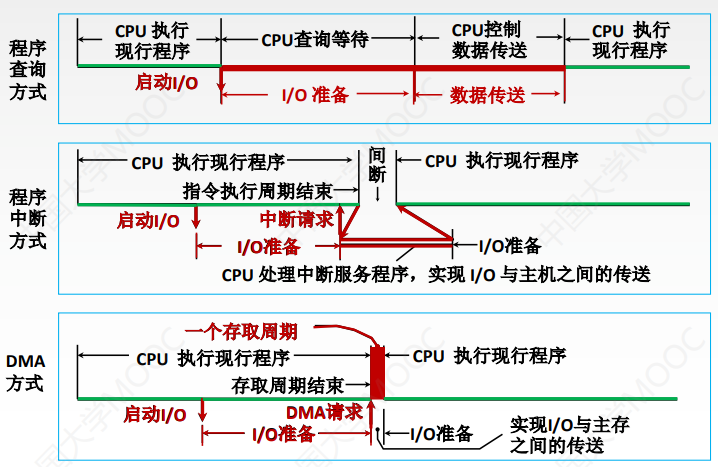 程序
查询
方式
CPU 执行
现行程序
CPU查询等待
CPU控制
数据传送
CPU 执行
现行程序
启动I/O
I/O 准备
数据传送
程序
中断
方式
CPU 执行现行程序
间
断
CPU 执行现行程序
指令执行周期结束
启动I/O
中断请求
I/O准备
I/O准备
CPU 处理中断服务程序，实现 I/O 与主机之间的传送
DMA
方式
一个存取周期
CPU 执行现行程序
CPU 执行现行程序
存取周期结束
启动I/O
DMA请求
I/O准备
I/O准备
实现I/O与主存
之间的传送
中国大学MOOC